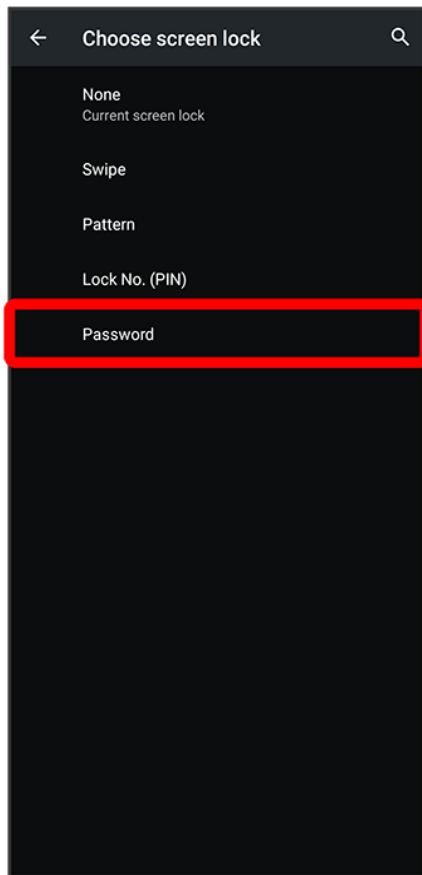 Choose screen lock
None
Current screen lock
Swipe
Pattern
Lock No. (PIN)
Password